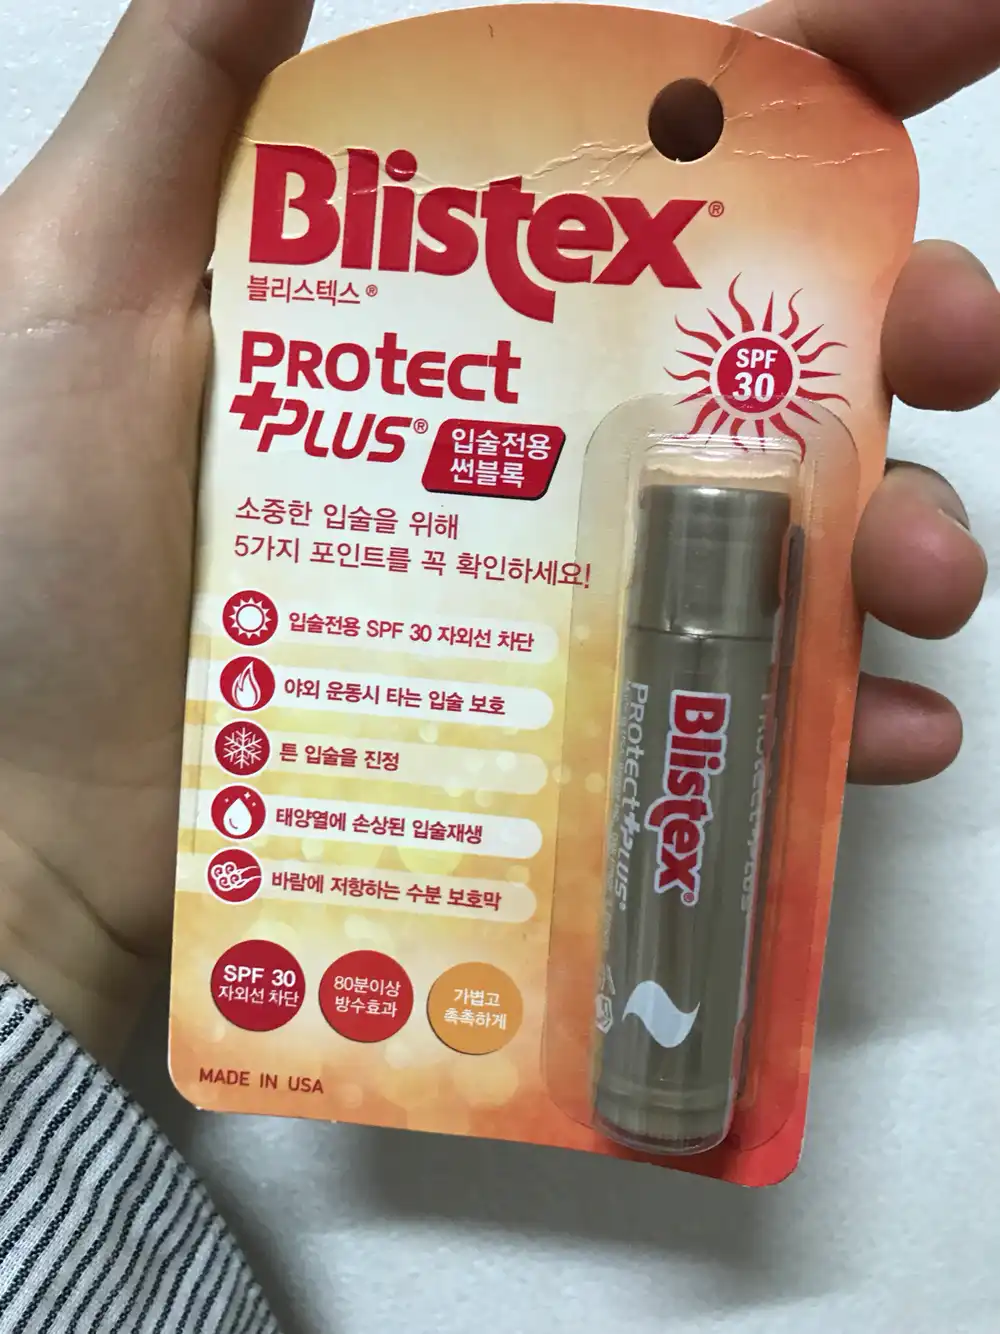 Blistex®
블리스텍스®
PROtect
+PLUS®
입술전용
썬블록
SPF
30
소중한 입술을 위해
5가지 포인트를 꼭 확인하세요!
입술전용 SPF 30 자외선 차단
야외 운동시 타는 입술 보호
튼 입술을 진정
태양열에 손상된 입술재생
바람에 저항하는 수분 보호막
SPF 30
자외선 차단
80분이상
방수효과
가볍고
촉촉하게
MADE IN USA
Blistex®
PROtect+PLUS®